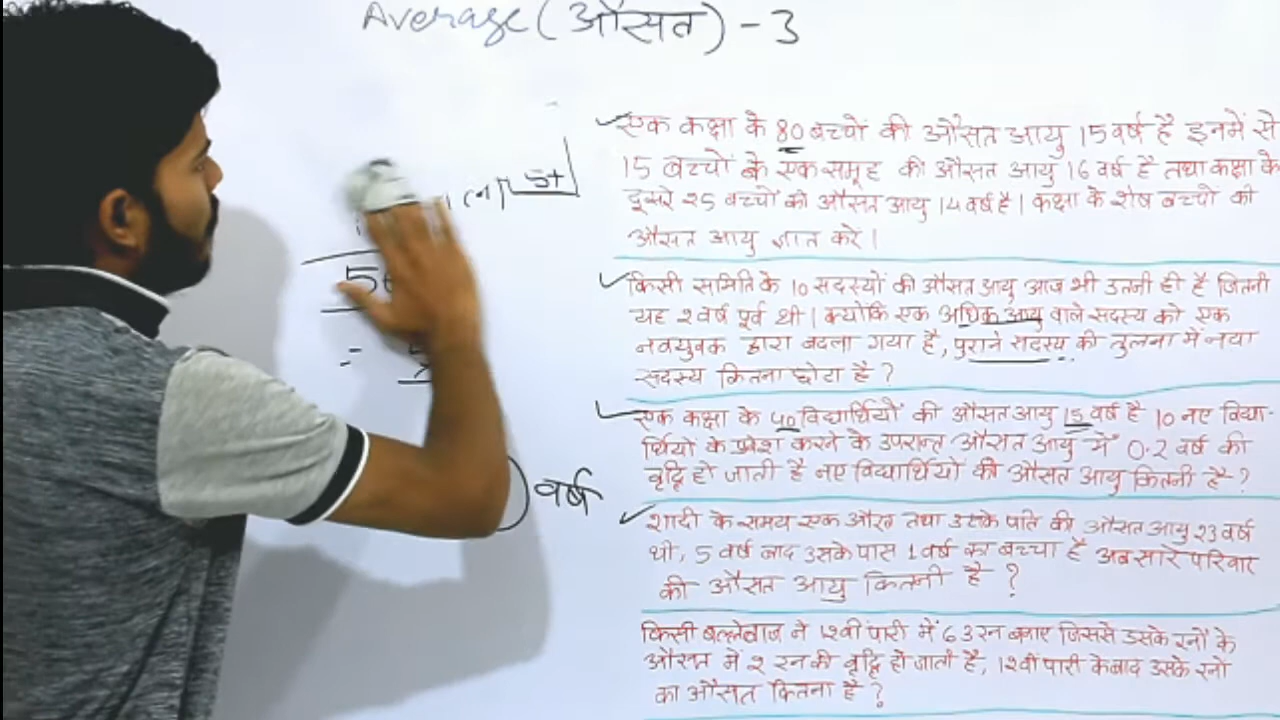 Average (औसत) - 3
एक कक्षा के 80 बच्चों की औसत आयु 15 वर्ष है इनमें से
15 बच्चों के एक समूह की औसत आयु 16 वर्ष है तथा कक्षा के
दूसरे 25 बच्चों की औसत आयु 14 वर्ष है। कक्षा के शेष बच्चों की
औसत आयु ज्ञात करें।
किसी समिति के 10 सदस्यों की औसत आयु आज भी उतनी ही है जितनी
यह 2 वर्ष पूर्व थी। क्योंकि एक अधिक आयु वाले सदस्य को एक
नवयुवक द्वारा बदला गया है, पुराने सदस्य की तुलना में नया
सदस्य कितना छोटा है?
एक कक्षा के 40 विद्यार्थियों की औसत आयु 15 वर्ष है 10 नए विद्या-
र्थियों के प्रवेश करने के उपरान्त औसत आयु में 0.2 वर्ष की
वृद्धि हो जाती है नए विद्यार्थियों की औसत आयु कितनी है?
शादी के समय एक औरत तथा उसके पति की औसत आयु 23 वर्ष
थी, 5 वर्ष बाद उसके पास 1 वर्ष का बच्चा है अब सारे परिवार
की औसत आयु कितनी है?
किसी बल्लेबाज ने 12वीं पारी में 63 रन बनाए जिससे उसके रनों के
औसत में 2 रन की वृद्धि हो जाती है, 12वीं पारी के बाद उसके रनों
का औसत कितना है?
5+
=
वर्ष